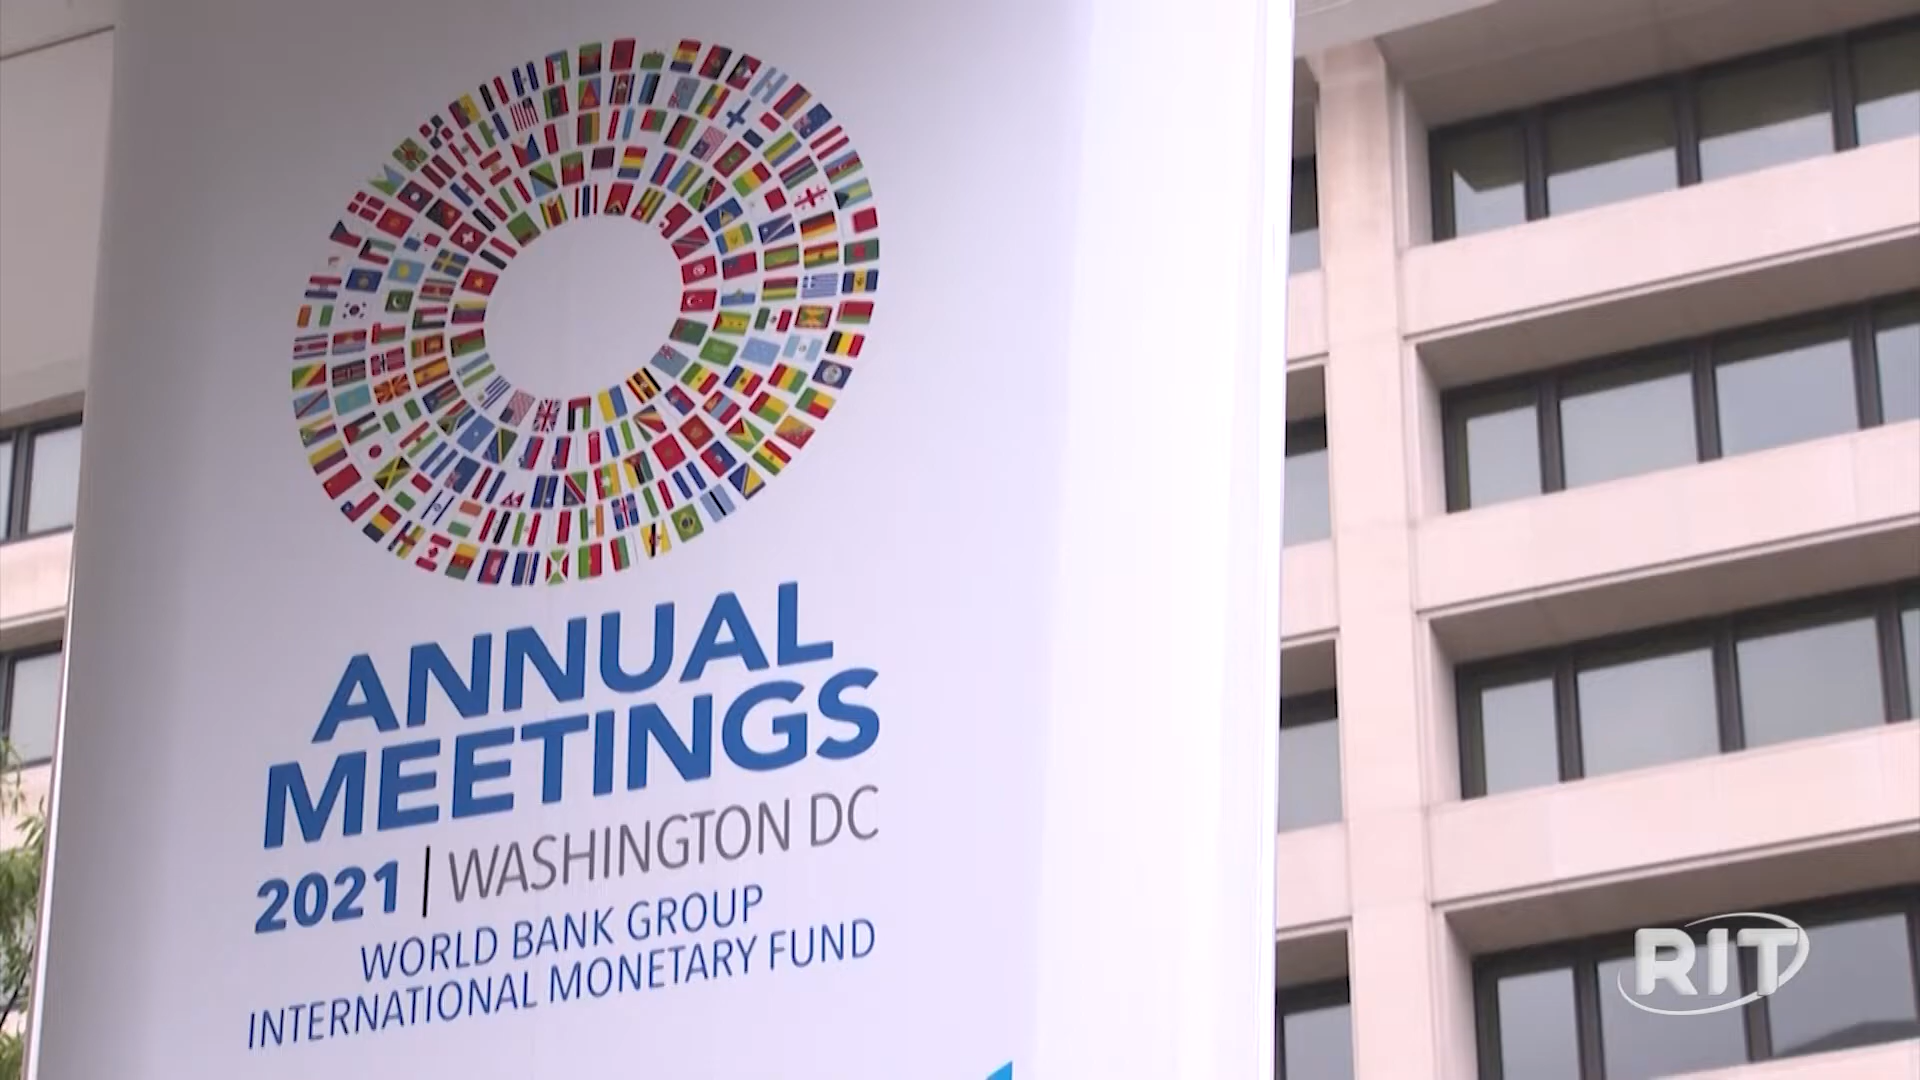 ANNUAL
MEETINGS
2021 | WASHINGTON DC
WORLD BANK GROUP
INTERNATIONAL MONETARY FUND
RIT